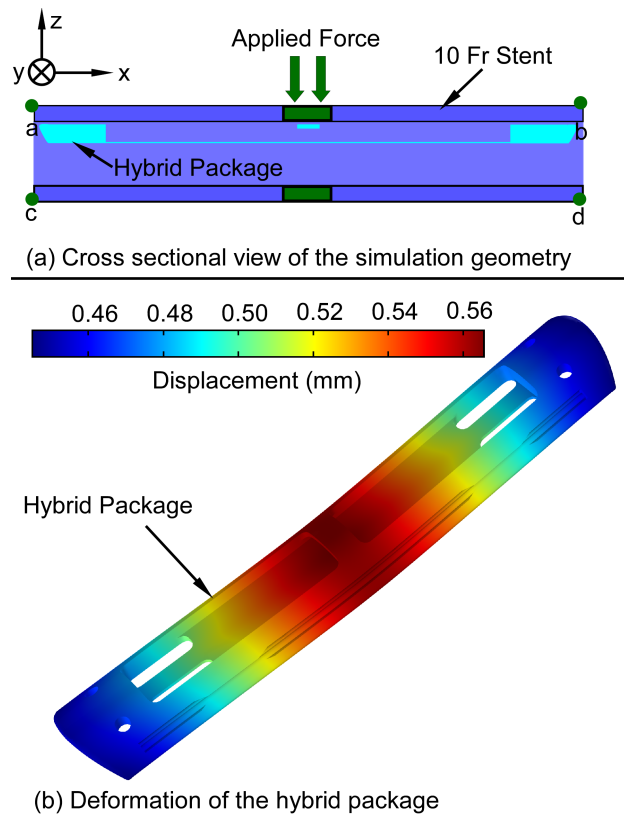 z
Applied Force
10 Fr Stent
y
x
a
b
Hybrid Package
c
d
(a) Cross sectional view of the simulation geometry
0.46 0.48 0.50 0.52 0.54 0.56
Displacement (mm)
Hybrid Package
(b) Deformation of the hybrid package